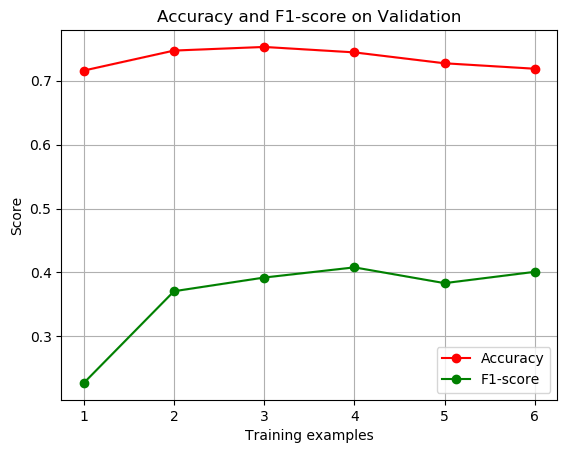 Accuracy and F1-score on Validation
0.7
0.6
0.5
0.4
0.3
Score
1 2 3 4 5 6
Training examples
Accuracy
F1-score